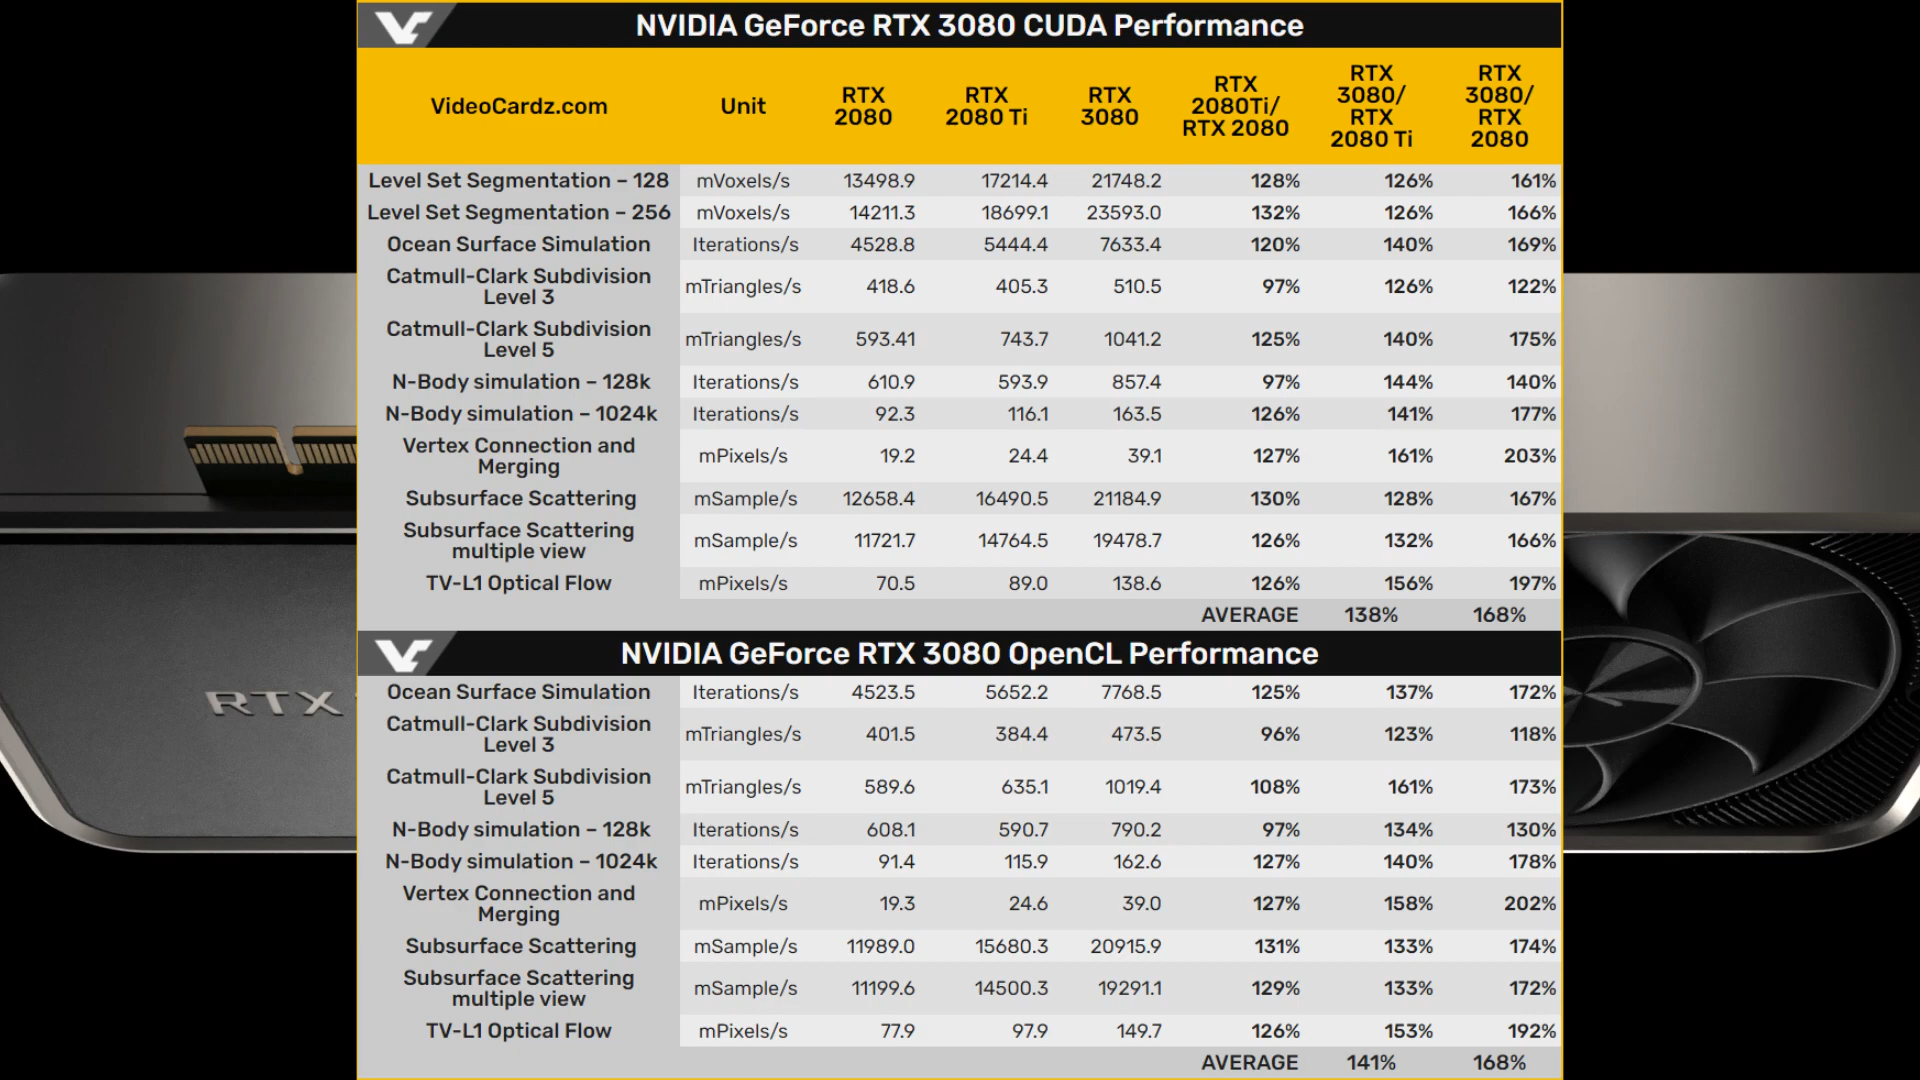 NVIDIA GeForce RTX 3080 CUDA Performance
VideoCardz.com Unit RTX 2080 RTX 2080 Ti RTX 3080 RTX 2080Ti/ RTX 2080 RTX 3080/ RTX 2080 Ti RTX 3080/ RTX 2080
Level Set Segmentation – 128 mVoxels/s 13498.9 17214.4 21748.2 128% 126% 161%
Level Set Segmentation – 256 mVoxels/s 14211.3 18699.1 23593.0 132% 126% 166%
Ocean Surface Simulation Iterations/s 4528.8 5444.4 7633.4 120% 140% 169%
Catmull-Clark Subdivision Level 3 mTriangles/s 418.6 405.3 510.5 97% 126% 122%
Catmull-Clark Subdivision Level 5 mTriangles/s 593.41 743.7 1041.2 125% 140% 175%
N-Body simulation – 128k Iterations/s 610.9 593.9 857.4 97% 144% 140%
N-Body simulation – 1024k Iterations/s 92.3 116.1 163.5 126% 141% 177%
Vertex Connection and Merging mPixels/s 19.2 24.4 39.1 127% 161% 203%
Subsurface Scattering mSample/s 12658.4 16490.5 21184.9 130% 128% 167%
Subsurface Scattering multiple view mSample/s 11721.7 14764.5 19478.7 126% 132% 166%
TV-L1 Optical Flow mPixels/s 70.5 89.0 138.6 126% 156% 197%
AVERAGE 138% 168%
NVIDIA GeForce RTX 3080 OpenCL Performance
Ocean Surface Simulation Iterations/s 4523.5 5652.2 7768.5 125% 137% 172%
Catmull-Clark Subdivision Level 3 mTriangles/s 401.5 384.4 473.5 96% 123% 118%
Catmull-Clark Subdivision Level 5 mTriangles/s 589.6 635.1 1019.4 108% 161% 173%
N-Body simulation – 128k Iterations/s 608.1 590.7 790.2 97% 134% 130%
N-Body simulation – 1024k Iterations/s 91.4 115.9 162.6 127% 140% 178%
Vertex Connection and Merging mPixels/s 19.3 24.6 39.0 127% 158% 202%
Subsurface Scattering mSample/s 11989.0 15680.3 20915.9 131% 133% 174%
Subsurface Scattering multiple view mSample/s 11199.6 14500.3 19291.1 129% 133% 172%
TV-L1 Optical Flow mPixels/s 77.9 97.9 149.7 126% 153% 192%
AVERAGE 141% 168%
RTX